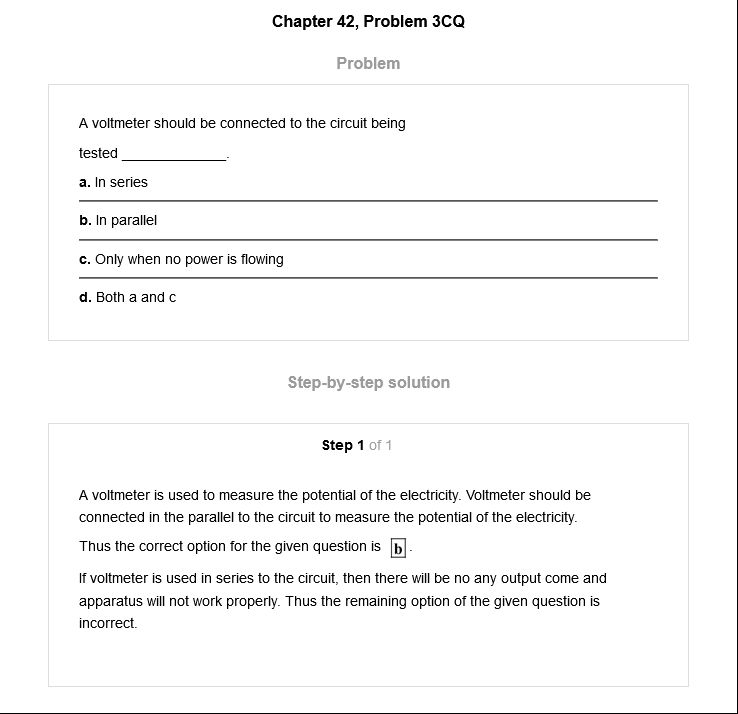 Chapter 42, Problem 3CQ
Problem
A voltmeter should be connected to the circuit being
tested _____________.
a. In series
b. In parallel
c. Only when no power is flowing
d. Both a and c
Step-by-step solution
Step 1 of 1
A voltmeter is used to measure the potential of the electricity. Voltmeter should be
connected in the parallel to the circuit to measure the potential of the electricity.
Thus the correct option for the given question is b.
If voltmeter is used in series to the circuit, then there will be no any output come and
apparatus will not work properly. Thus the remaining option of the given question is
incorrect.